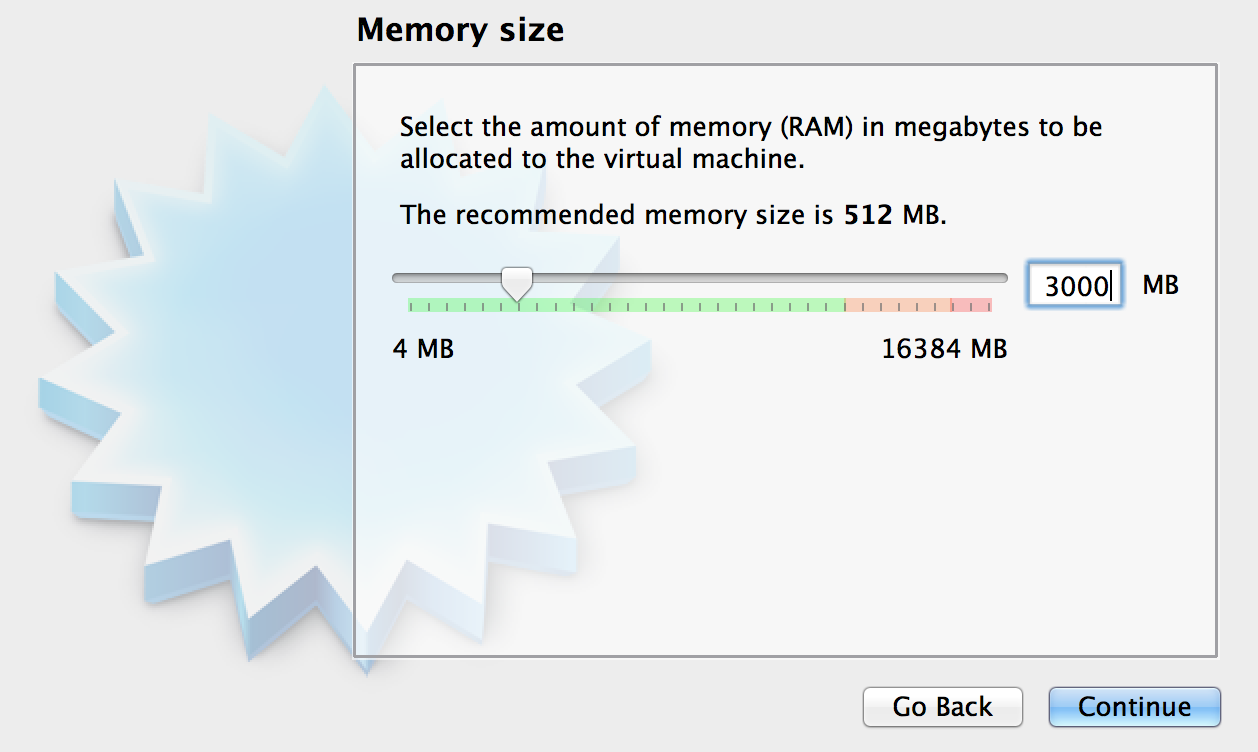 Memory size
Select the amount of memory (RAM) in megabytes to be
allocated to the virtual machine.
The recommended memory size is 512 MB.
3000 MB
4 MB 16384 MB
Go Back Continue